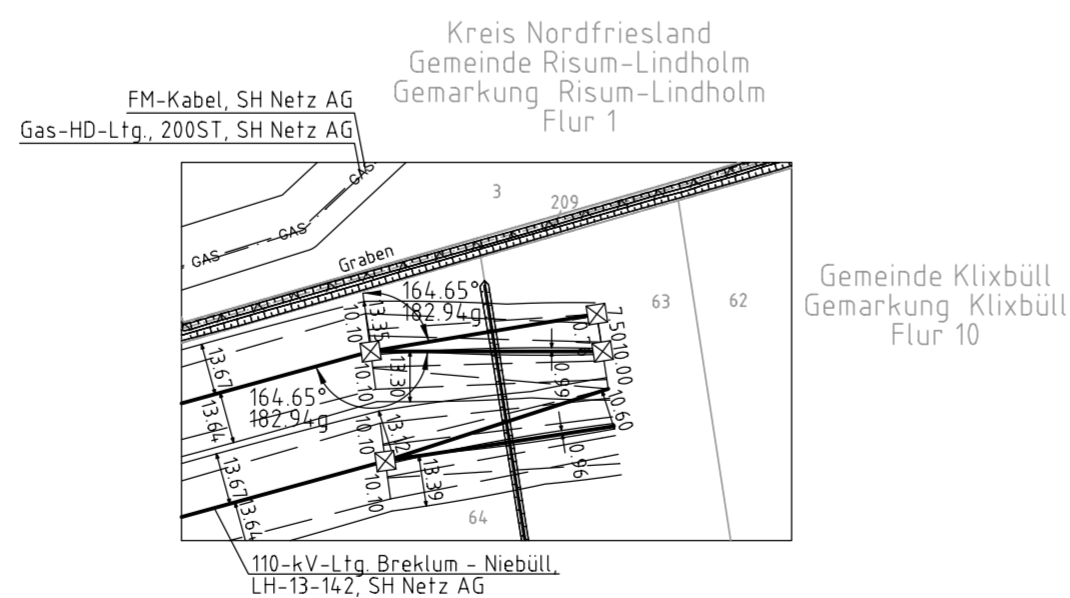 Kreis Nordfriesland
Gemeinde Risum-Lindholm
Gemarkung Risum-Lindholm
Flur 1
FM-Kabel, SH Netz AG
Gas-HD-Ltg., 200ST, SH Netz AG
GAS
GAS
GAS
3
209
Graben
63
62
Gemeinde Klixbüll
Gemarkung Klixbüll
Flur 10
164.65°
182.94g
10.10
13.35
7.50
10.00
10.60
13.67
13.64
10.10
13.30
0.99
164.65°
182.94g
10.10
13.12
13.67
13.64
10.10
13.39
0.96
64
110-kV-Ltg. Breklum - Niebüll,
LH-13-142, SH Netz AG